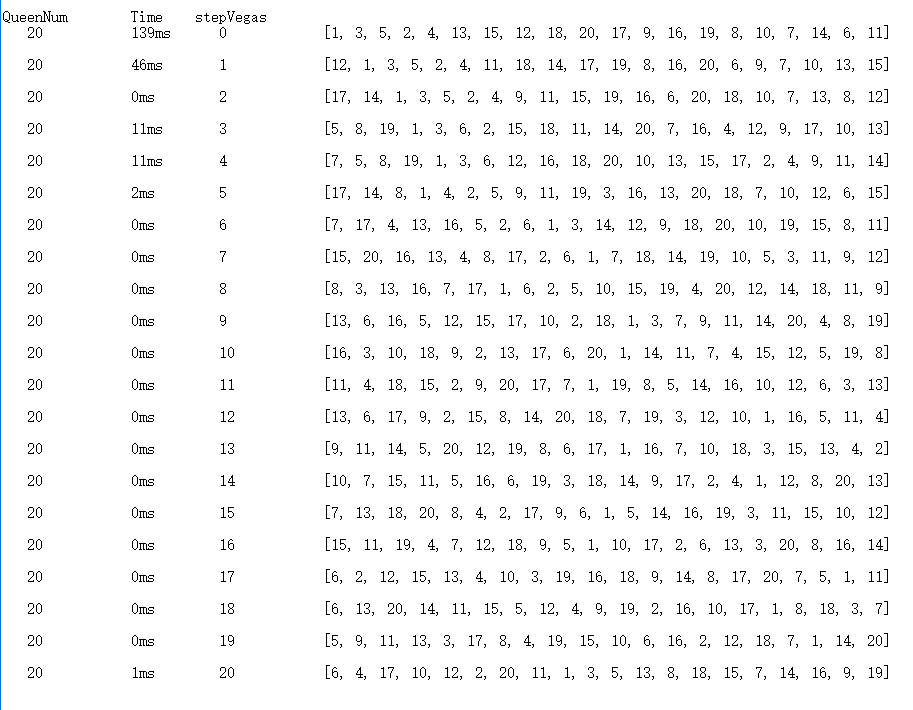 QueenNum Time stepVegas
20 139ms 0 [1, 3, 5, 2, 4, 13, 15, 12, 18, 20, 17, 9, 16, 19, 8, 10, 7, 14, 6, 11]
20 46ms 1 [12, 1, 3, 5, 2, 4, 11, 18, 14, 17, 19, 8, 16, 20, 6, 9, 7, 10, 13, 15]
20 0ms 2 [17, 14, 1, 3, 5, 2, 4, 9, 11, 15, 19, 16, 6, 20, 18, 10, 7, 13, 8, 12]
20 11ms 3 [5, 8, 19, 1, 3, 6, 2, 15, 18, 11, 14, 20, 7, 16, 4, 12, 9, 17, 10, 13]
20 11ms 4 [7, 5, 8, 19, 1, 3, 6, 12, 16, 18, 20, 10, 13, 15, 17, 2, 4, 9, 11, 14]
20 2ms 5 [17, 14, 8, 1, 4, 2, 5, 9, 11, 19, 3, 16, 13, 20, 18, 7, 10, 12, 6, 15]
20 0ms 6 [7, 17, 4, 13, 16, 5, 2, 6, 1, 3, 14, 12, 9, 18, 20, 10, 19, 15, 8, 11]
20 0ms 7 [15, 20, 16, 13, 4, 8, 17, 2, 6, 1, 7, 18, 14, 19, 10, 5, 3, 11, 9, 12]
20 0ms 8 [8, 3, 13, 16, 7, 17, 1, 6, 2, 5, 10, 15, 19, 4, 20, 12, 14, 18, 11, 9]
20 0ms 9 [13, 6, 16, 5, 12, 15, 17, 10, 2, 18, 1, 3, 7, 9, 11, 14, 20, 4, 8, 19]
20 0ms 10 [16, 3, 10, 18, 9, 2, 13, 17, 6, 20, 1, 14, 11, 7, 4, 15, 12, 5, 19, 8]
20 0ms 11 [11, 4, 18, 15, 2, 9, 20, 17, 7, 1, 19, 8, 5, 14, 16, 10, 12, 6, 3, 13]
20 0ms 12 [13, 6, 17, 9, 2, 15, 8, 14, 20, 18, 7, 19, 3, 12, 10, 1, 16, 5, 11, 4]
20 0ms 13 [9, 11, 14, 5, 20, 12, 19, 8, 6, 17, 1, 16, 7, 10, 18, 3, 15, 13, 4, 2]
20 0ms 14 [10, 7, 15, 11, 5, 16, 6, 19, 3, 18, 14, 9, 17, 2, 4, 1, 12, 8, 20, 13]
20 0ms 15 [7, 13, 18, 20, 8, 4, 2, 17, 9, 6, 1, 5, 14, 16, 19, 3, 11, 15, 10, 12]
20 0ms 16 [15, 11, 19, 4, 7, 12, 18, 9, 5, 1, 10, 17, 2, 6, 13, 3, 20, 8, 16, 14]
20 0ms 17 [6, 2, 12, 15, 13, 4, 10, 3, 19, 16, 18, 9, 14, 8, 17, 20, 7, 5, 1, 11]
20 0ms 18 [6, 13, 20, 14, 11, 15, 5, 12, 4, 9, 19, 2, 16, 10, 17, 1, 8, 18, 3, 7]
20 0ms 19 [5, 9, 11, 13, 3, 17, 8, 4, 19, 15, 10, 6, 16, 2, 12, 18, 7, 1, 14, 20]
20 1ms 20 [6, 4, 17, 10, 12, 2, 20, 11, 1, 3, 5, 13, 8, 18, 15, 7, 14, 16, 9, 19]